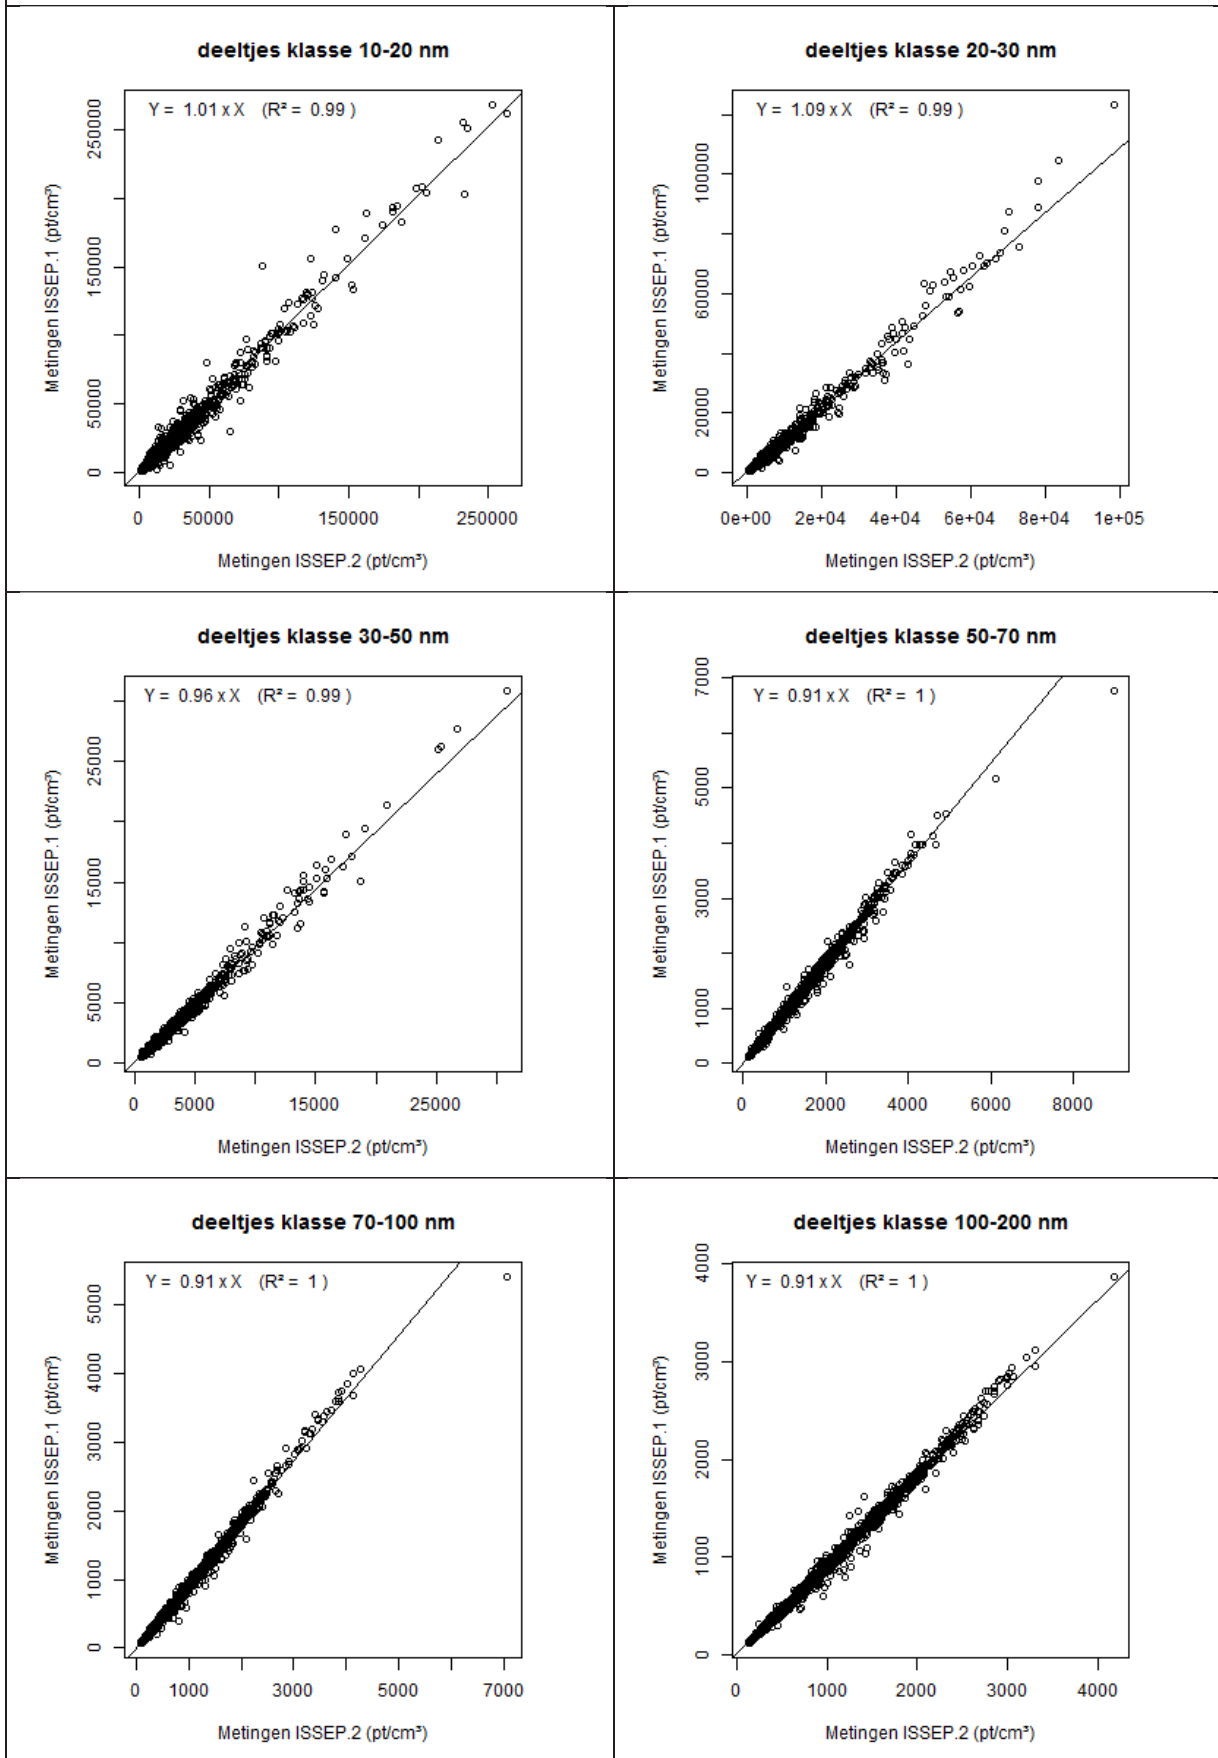 deeltjes klasse 10-20 nm
Y = 1.01 x X (R² = 0.99 )
Metingen ISSEP.1 (pt/cm³)
0 50000 150000 250000
0 50000 150000 250000
Metingen ISSEP.2 (pt/cm³)
deeltjes klasse 20-30 nm
Y = 1.09 x X (R² = 0.99 )
Metingen ISSEP.1 (pt/cm³)
0 20000 60000 100000
0e+00 2e+04 4e+04 6e+04 8e+04 1e+05
Metingen ISSEP.2 (pt/cm³)
deeltjes klasse 30-50 nm
Y = 0.96 x X (R² = 0.99 )
Metingen ISSEP.1 (pt/cm³)
0 5000 15000 25000
0 5000 15000 25000
Metingen ISSEP.2 (pt/cm³)
deeltjes klasse 50-70 nm
Y = 0.91 x X (R² = 1 )
Metingen ISSEP.1 (pt/cm³)
0 1000 3000 5000 7000
0 2000 4000 6000 8000
Metingen ISSEP.2 (pt/cm³)
deeltjes klasse 70-100 nm
Y = 0.91 x X (R² = 1 )
Metingen ISSEP.1 (pt/cm³)
0 1000 2000 3000 4000 5000
0 1000 3000 5000 7000
Metingen ISSEP.2 (pt/cm³)
deeltjes klasse 100-200 nm
Y = 0.91 x X (R² = 1 )
Metingen ISSEP.1 (pt/cm³)
0 1000 2000 3000 4000
0 1000 2000 3000 4000
Metingen ISSEP.2 (pt/cm³)